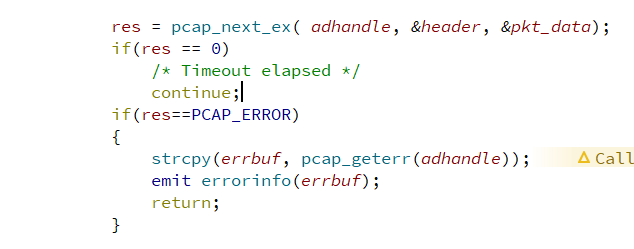 res = pcap_next_ex( adhandle, &header, &pkt_data);
if(res == 0)
/* Timeout elapsed */
continue;
if(res==PCAP_ERROR)
{
strcpy(errbuf, pcap_geterr(adhandle)); Call
emit errorinfo(errbuf);
return;
}